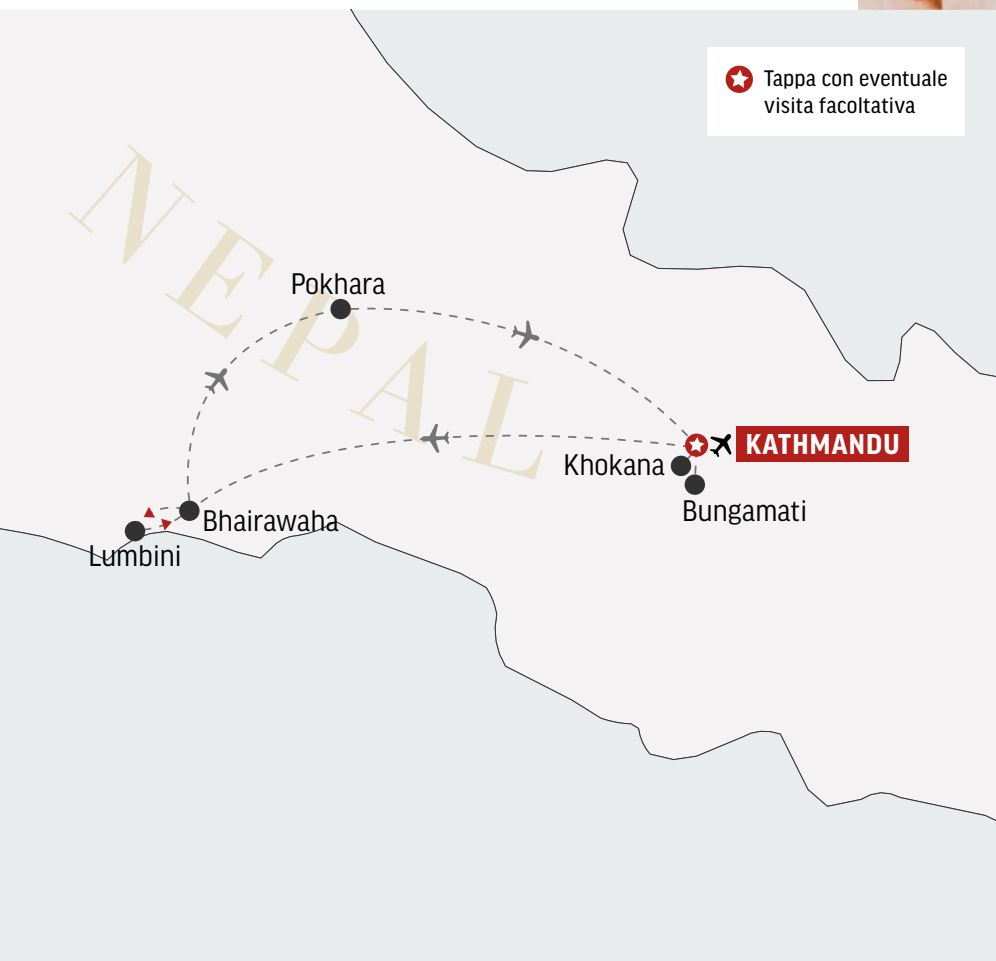 Tappa con eventuale
visita facoltativa
NEPAL
Pokhara
KATHMANDU
Khokana
Bungamati
Bhairawaha
Lumbini